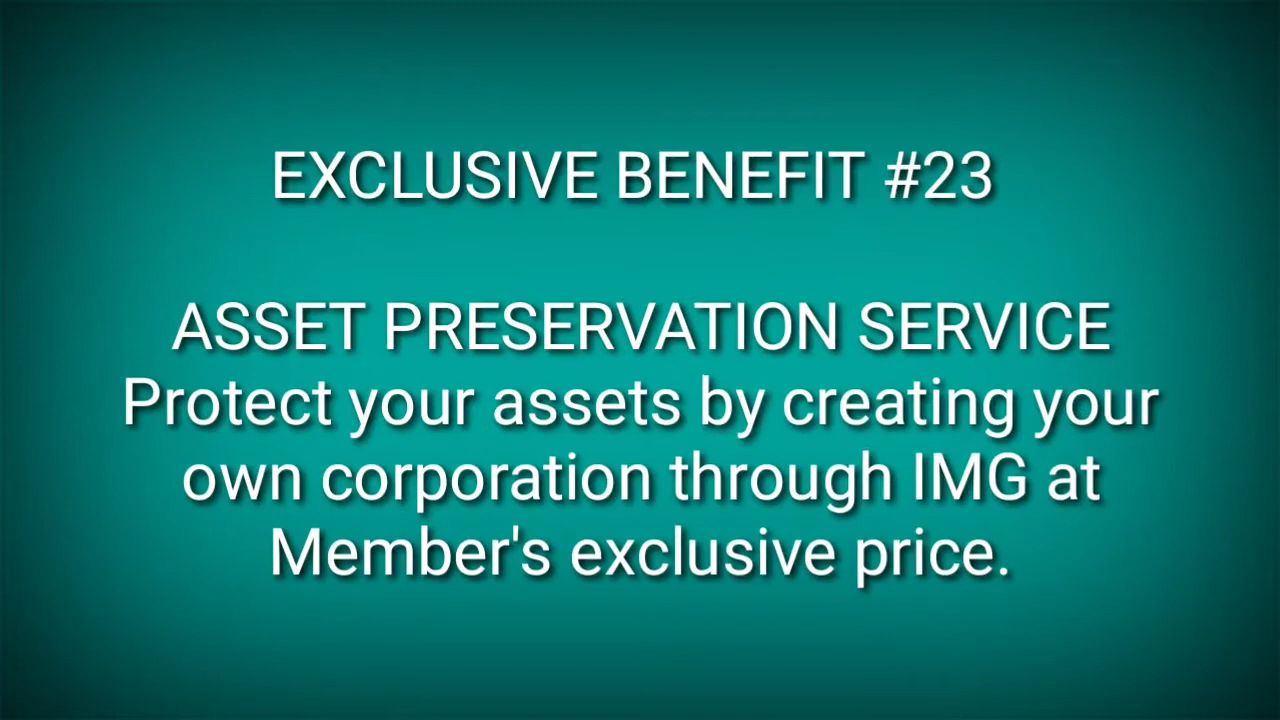 EXCLUSIVE BENEFIT #23
ASSET PRESERVATION SERVICE
Protect your assets by creating your
own corporation through IMG at
Member's exclusive price.